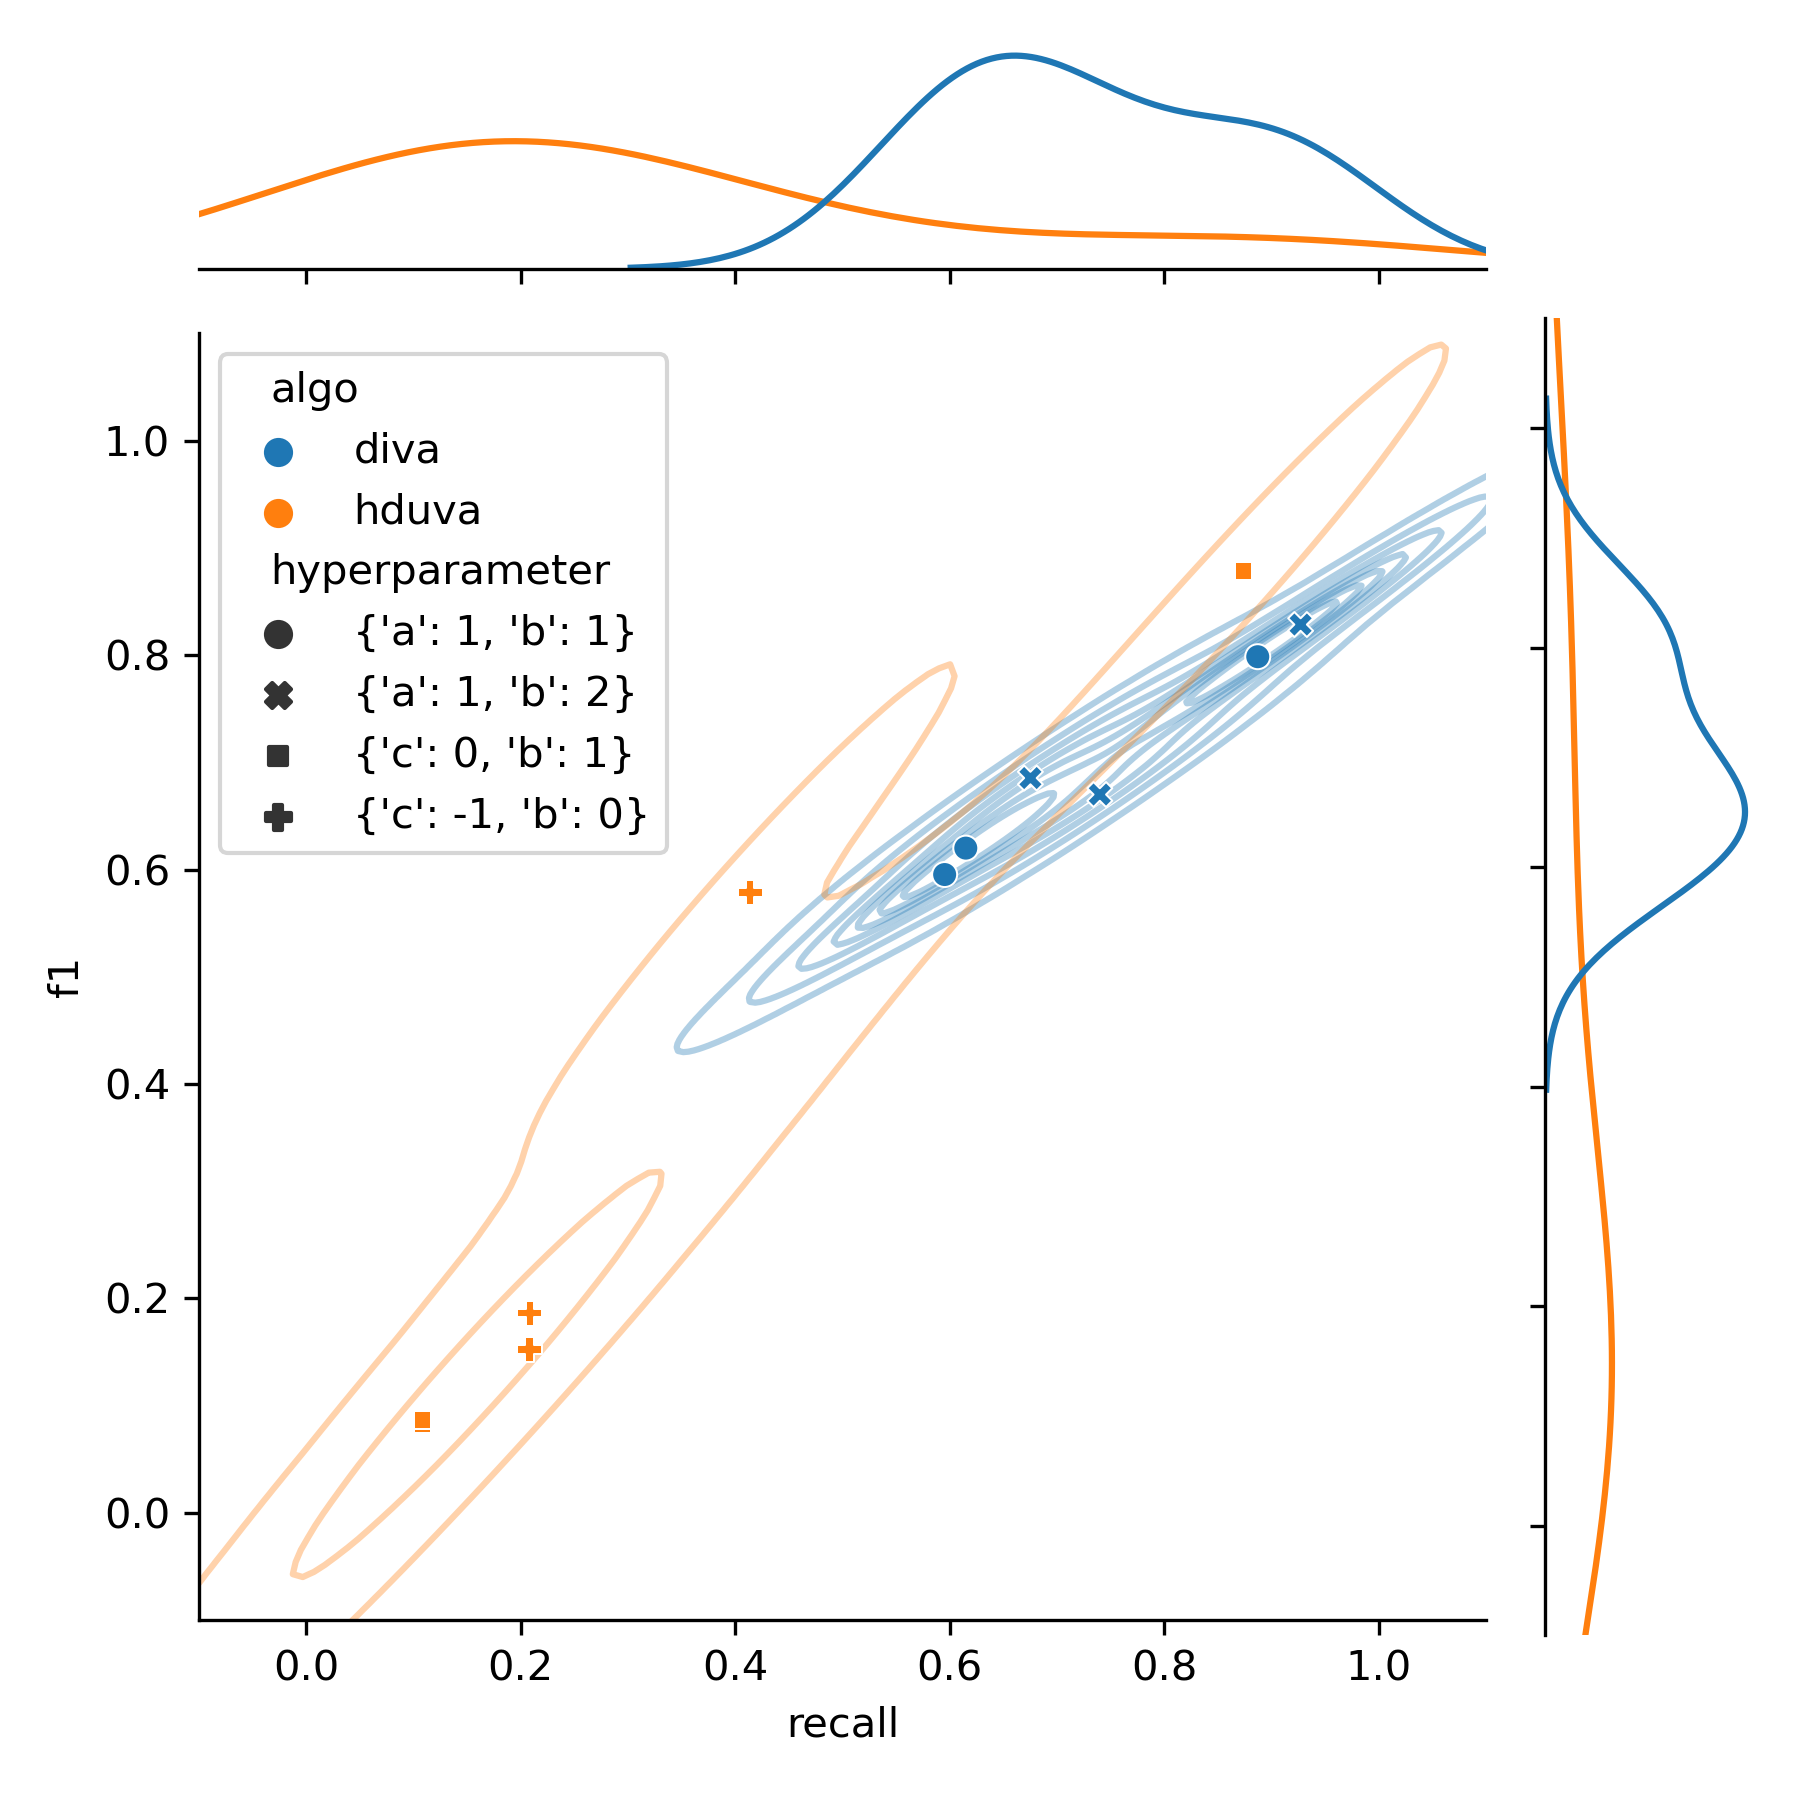 algo
diva
hduva
hyperparameter
{'a': 1, 'b': 1}
{'a': 1, 'b': 2}
{'c': 0, 'b': 1}
{'c': -1, 'b': 0}
1.0
0.8
0.6
0.4
0.2
0.0
f1
0.0 0.2 0.4 0.6 0.8 1.0
recall